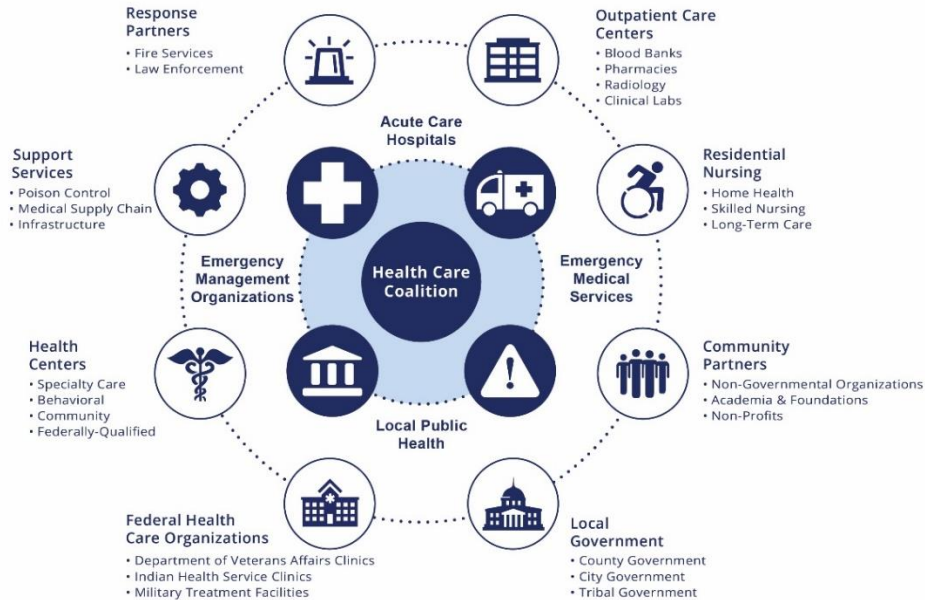 Response
Partners
• Fire Services
• Law Enforcement
Outpatient Care
Centers
• Blood Banks
• Pharmacies
• Radiology
• Clinical Labs
Acute Care
Hospitals
Support
Services
• Poison Control
• Medical Supply Chain
• Infrastructure
Residential
Nursing
• Home Health
• Skilled Nursing
• Long-Term Care
Emergency
Management
Organizations
Health Care
Coalition
Emergency
Medical
Services
Health
Centers
• Specialty Care
• Behavioral
• Community
• Federally-Qualified
Community
Partners
• Non-Governmental Organizations
• Academia & Foundations
• Non-Profits
Local Public
Health
Federal Health
Care Organizations
• Department of Veterans Affairs Clinics
• Indian Health Service Clinics
• Military Treatment Facilities
Local
Government
• County Government
• City Government
• Tribal Government